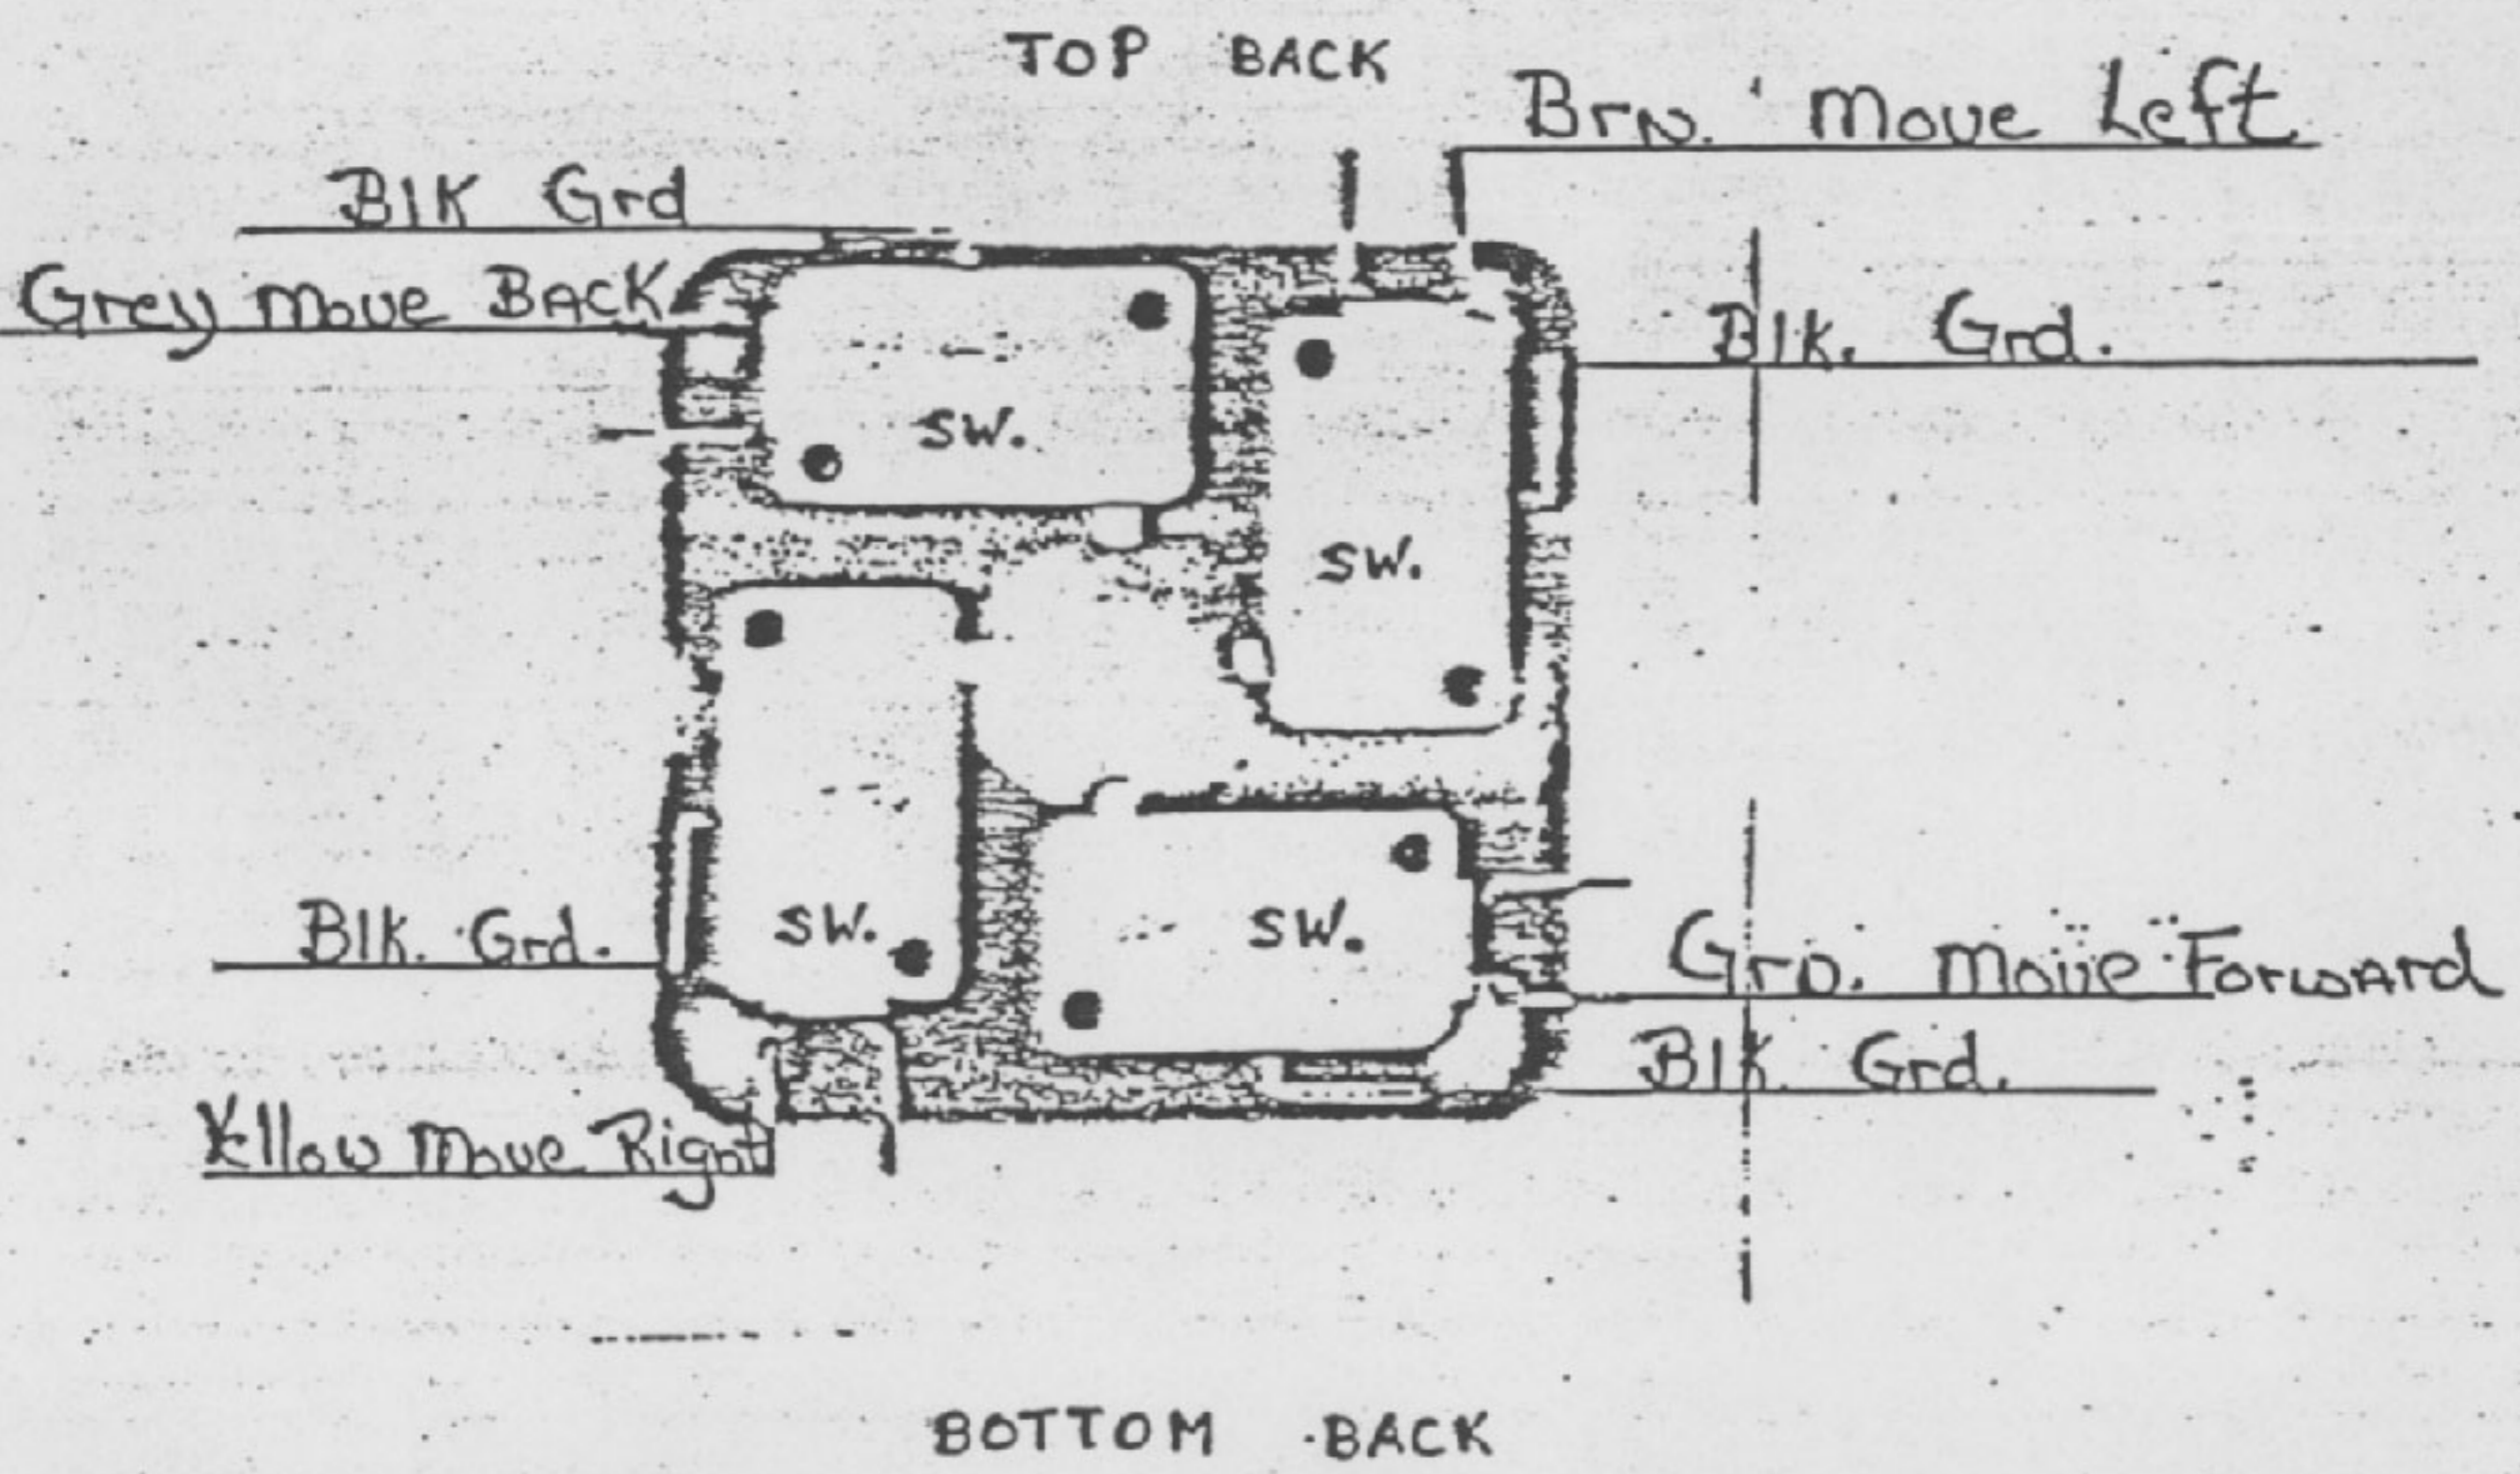 TOP BACK
Brn. Move Left
Blk Grd
Grey Move BACK
Blk. Grd.
SW.
SW.
SW.
SW.
Blk. Grd.
Grn. Move Forward
Blk. Grd.
Yellow Move Right
BOTTOM BACK